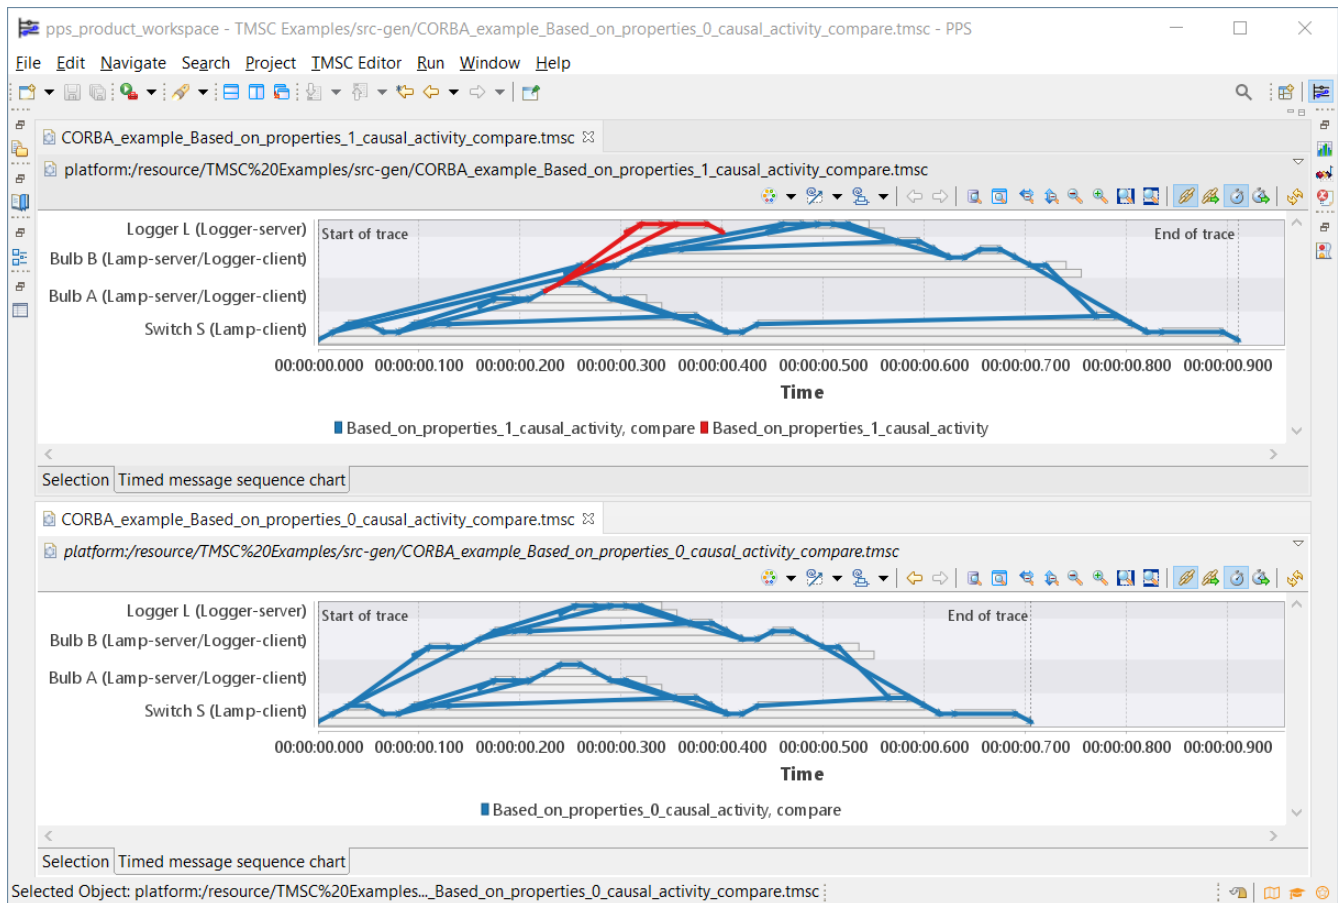 pps_product_workspace - TMSC Examples/src-gen/CORBA_example_Based_on_properties_0_causal_activity_compare.tmsc - PPS
File Edit Navigate Search Project TMSC Editor Run Window Help
CORBA_example_Based_on_properties_1_causal_activity_compare.tmsc
platform:/resource/TMSC%20Examples/src-gen/CORBA_example_Based_on_properties_1_causal_activity_compare.tmsc
Logger L (Logger-server)
Start of trace
End of trace
Bulb B (Lamp-server/Logger-client)
Bulb A (Lamp-server/Logger-client)
Switch S (Lamp-client)
00:00:00.000 00:00:00.100 00:00:00.200 00:00:00.300 00:00:00.400 00:00:00.500 00:00:00.600 00:00:00.700 00:00:00.800 00:00:00.900
Time
Based_on_properties_1_causal_activity, compare Based_on_properties_1_causal_activity
Selection Timed message sequence chart
CORBA_example_Based_on_properties_0_causal_activity_compare.tmsc
platform:/resource/TMSC%20Examples/src-gen/CORBA_example_Based_on_properties_0_causal_activity_compare.tmsc
Logger L (Logger-server)
Start of trace
End of trace
Bulb B (Lamp-server/Logger-client)
Bulb A (Lamp-server/Logger-client)
Switch S (Lamp-client)
00:00:00.000 00:00:00.100 00:00:00.200 00:00:00.300 00:00:00.400 00:00:00.500 00:00:00.600 00:00:00.700 00:00:00.800 00:00:00.900
Time
Based_on_properties_0_causal_activity, compare
Selection Timed message sequence chart
Selected Object: platform:/resource/TMSC%20Examples..._Based_on_properties_0_causal_activity_compare.tmsc